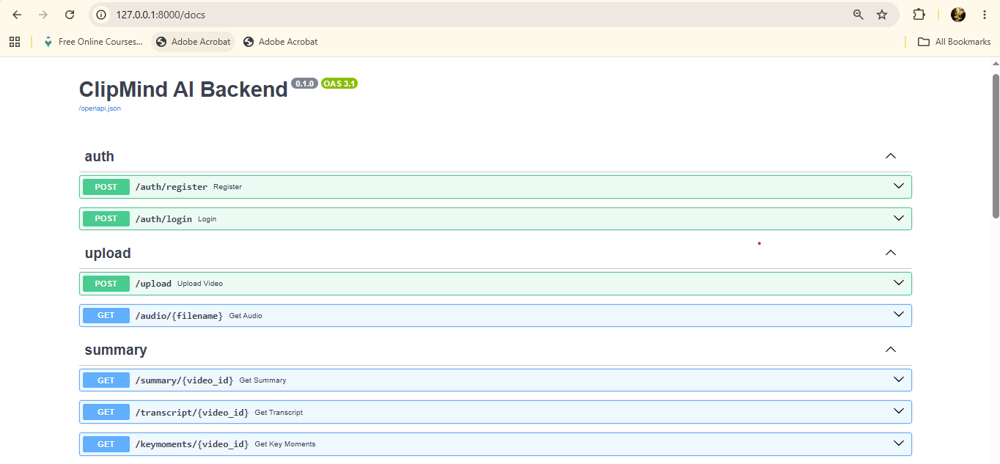 127.0.0.1:8000/docs
Free Online Courses... Adobe Acrobat Adobe Acrobat All Bookmarks
ClipMind AI Backend 0.1.0 OAS 3.1
/openapi.json
auth
POST /auth/register Register
POST /auth/login Login
upload
POST /upload Upload Video
GET /audio/{filename} Get Audio
summary
GET /summary/{video_id} Get Summary
GET /transcript/{video_id} Get Transcript
GET /keymoments/{video_id} Get Key Moments